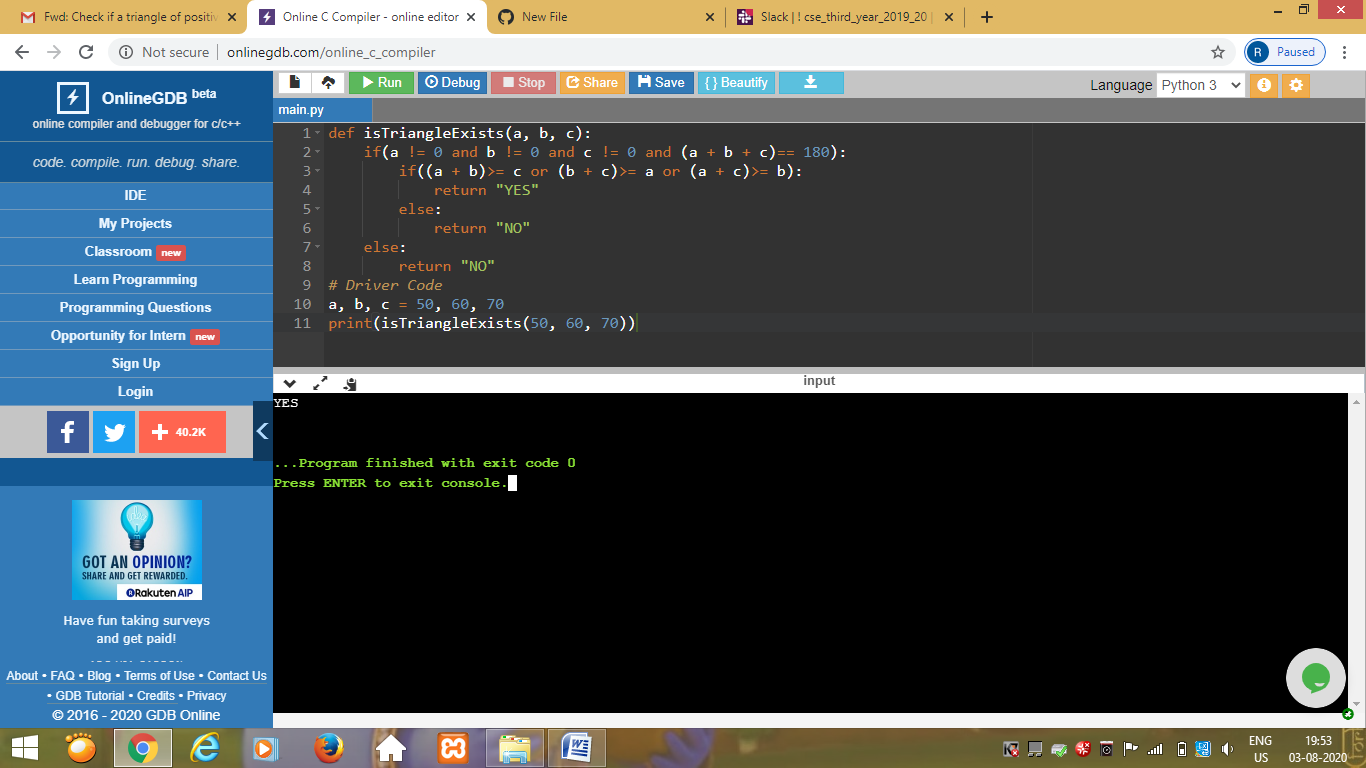 Fwd: Check if a triangle of positiv
Online C Compiler - online editor
New File
Slack | ! cse_third_year_2019_20 |
Not secure | onlinegdb.com/online_c_compiler
R Paused
OnlineGDB beta
online compiler and debugger for c/c++
code. compile. run. debug. share.
IDE
My Projects
Classroom new
Learn Programming
Programming Questions
Opportunity for Intern new
Sign Up
Login
f
+ 40.2K
GOT AN OPINION?
SHARE AND GET REWARDED.
Rakuten AIP
Have fun taking surveys
and get paid!
About • FAQ • Blog • Terms of Use • Contact Us
• GDB Tutorial • Credits • Privacy
© 2016 - 2020 GDB Online
Run Debug Stop Share Save { } Beautify
Language Python 3
main.py
1 def isTriangleExists(a, b, c):
2 if(a != 0 and b != 0 and c != 0 and (a + b + c)== 180):
3 if((a + b)>= c or (b + c)>= a or (a + c)>= b):
4 return "YES"
5 else:
6 return "NO"
7 else:
8 return "NO"
9 # Driver Code
10 a, b, c = 50, 60, 70
11 print(isTriangleExists(50, 60, 70))
input
YES
...Program finished with exit code 0
Press ENTER to exit console.
ENG
US
19:53
03-08-2020